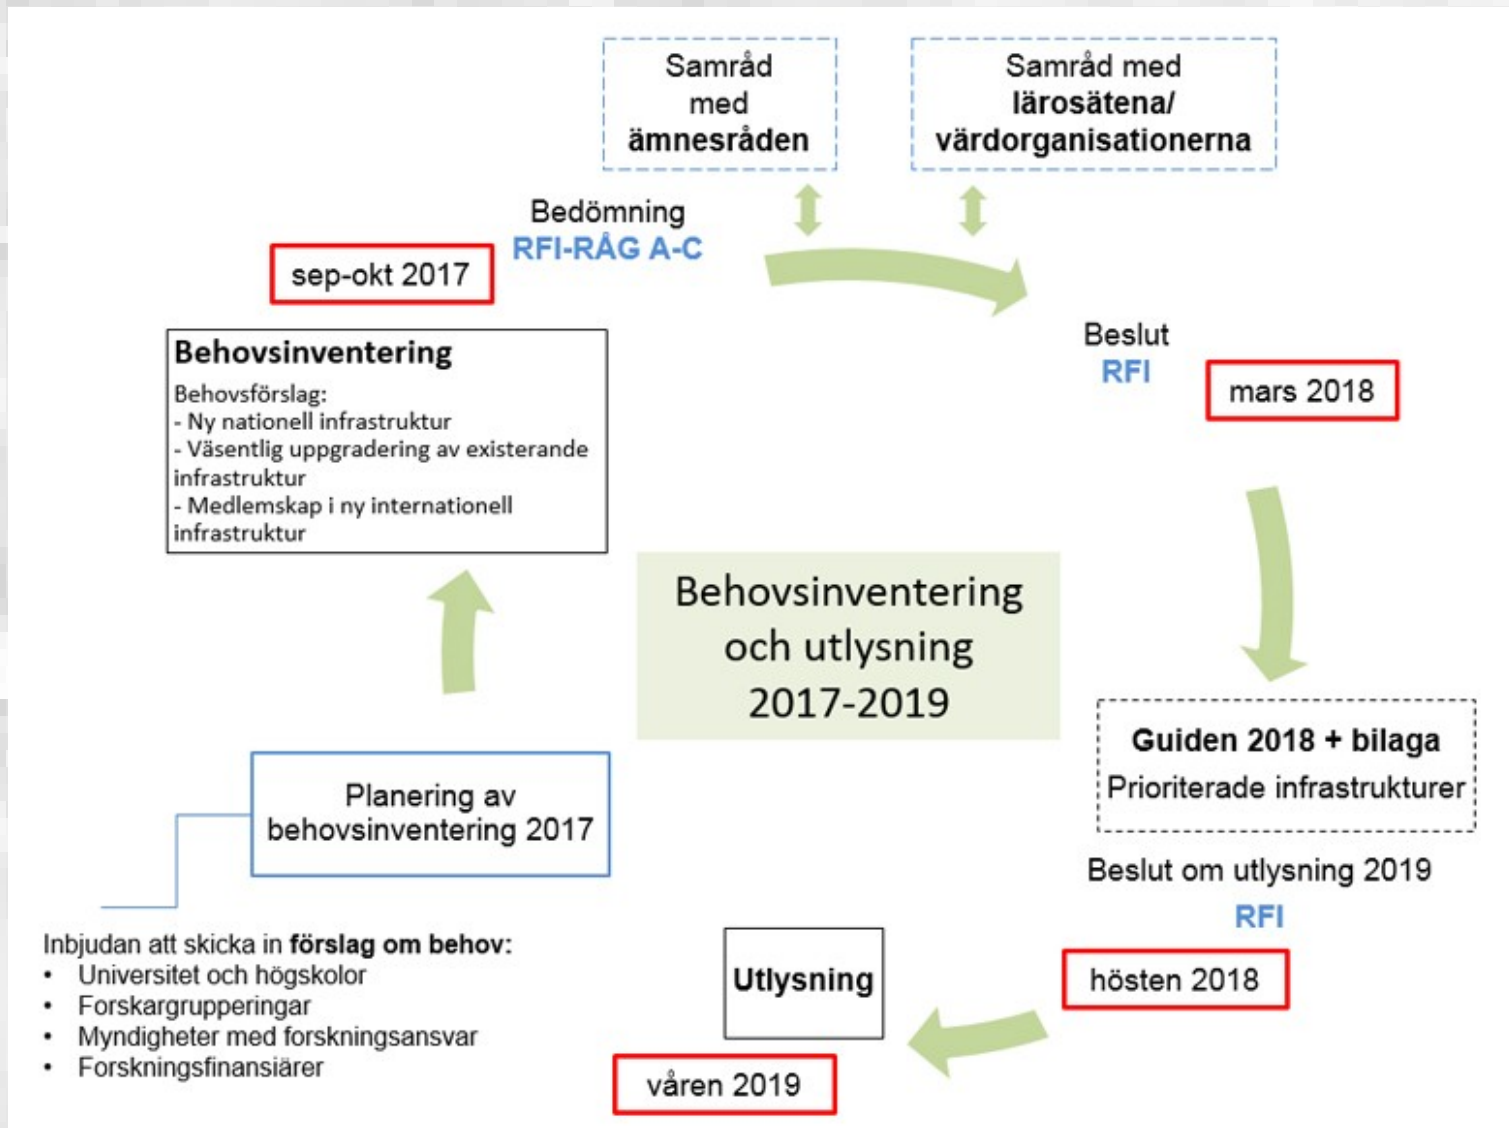 Samråd
med
ämnesråden
Samråd med
lärosätena/
värdorganisationerna
Bedömning
RFI-RÅG A-C
sep-okt 2017
Behovsinventering
Behovsförslag:
- Ny nationell infrastruktur
- Väsentlig uppgradering av existerande
infrastruktur
- Medlemskap i ny internationell
infrastruktur
Beslut
RFI
mars 2018
Behovsinventering
och utlysning
2017-2019
Guiden 2018 + bilaga
Prioriterade infrastrukturer
Planering av
behovsinventering 2017
Beslut om utlysning 2019
RFI
hösten 2018
Utlysning
våren 2019
Inbjudan att skicka in förslag om behov:
• Universitet och högskolor
• Forskargrupperingar
• Myndigheter med forskningsansvar
• Forskningsfinansiärer